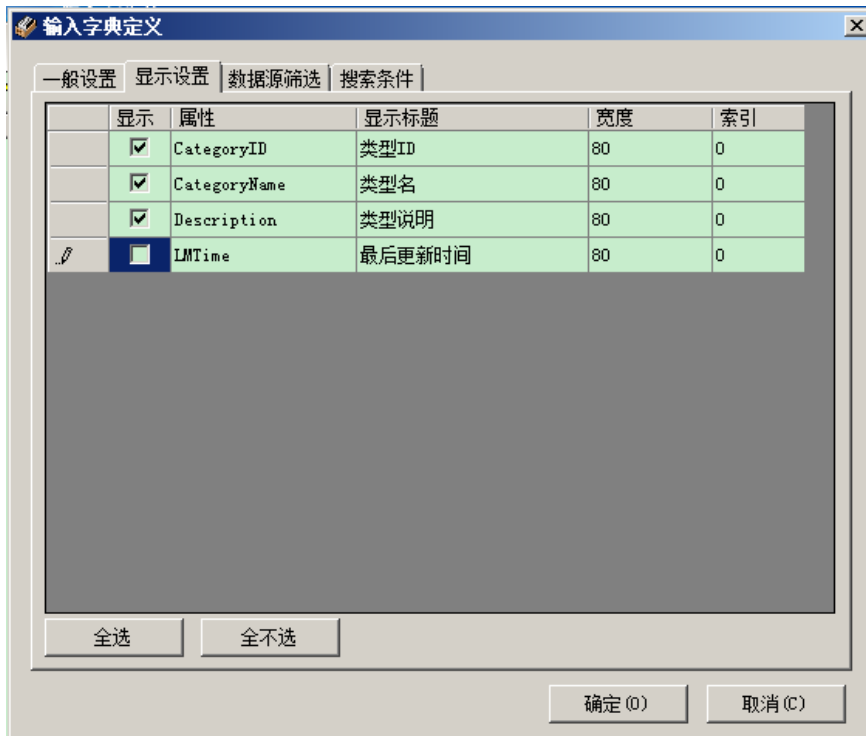 输入字典定义
一般设置 显示设置 数据源筛选 搜索条件
显示 属性 显示标题 宽度 索引
CategoryID 类型ID 80 0
CategoryName 类型名 80 0
Description 类型说明 80 0
LMTime 最后更新时间 80 0
全选 全不选
确定(O) 取消(C)